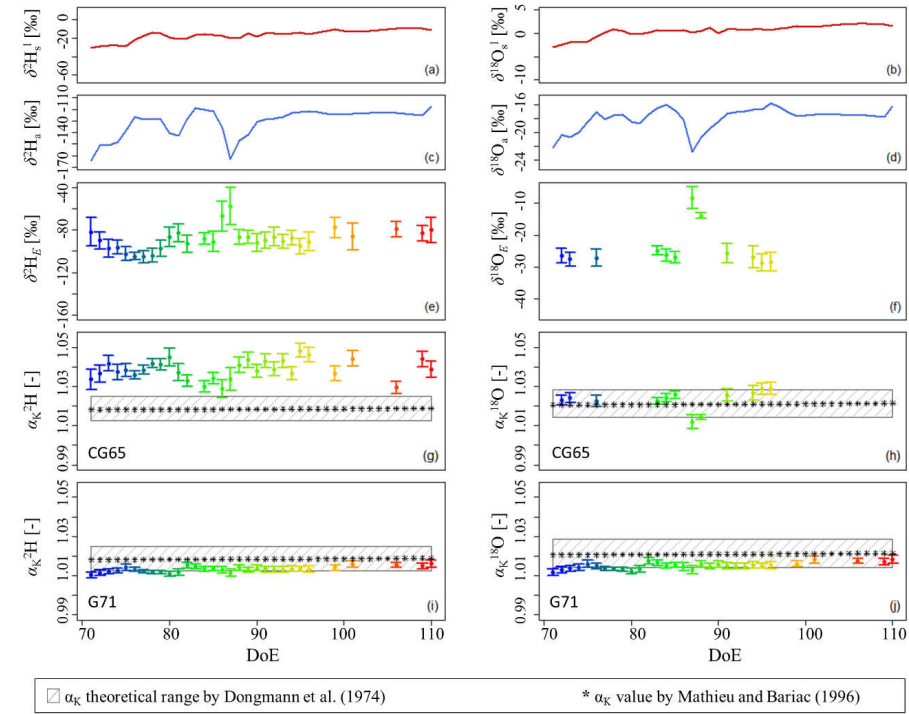 δ²Hs¹ [‰]
0
-20
-60
(a)
δ¹⁸Os¹ [‰]
5
0
-10
(b)
δ²Ha [‰]
-110
-140
-170
(c)
δ¹⁸Oa [‰]
-16
-20
-24
(d)
δ²HE [‰]
-40
-80
-120
-160
(e)
δ¹⁸OE [‰]
-10
-20
-30
-40
(f)
αK²H [-]
1.05
1.03
1.01
0.99
CG65
(g)
αK¹⁸O [-]
1.05
1.03
1.01
0.99
CG65
(h)
αK²H [-]
1.05
1.03
1.01
0.99
G71
(i)
αK¹⁸O [-]
1.05
1.03
1.01
0.99
G71
(j)
70 80 90 100 110
DoE
70 80 90 100 110
DoE
αK theoretical range by Dongmann et al. (1974)
* αK value by Mathieu and Bariac (1996)